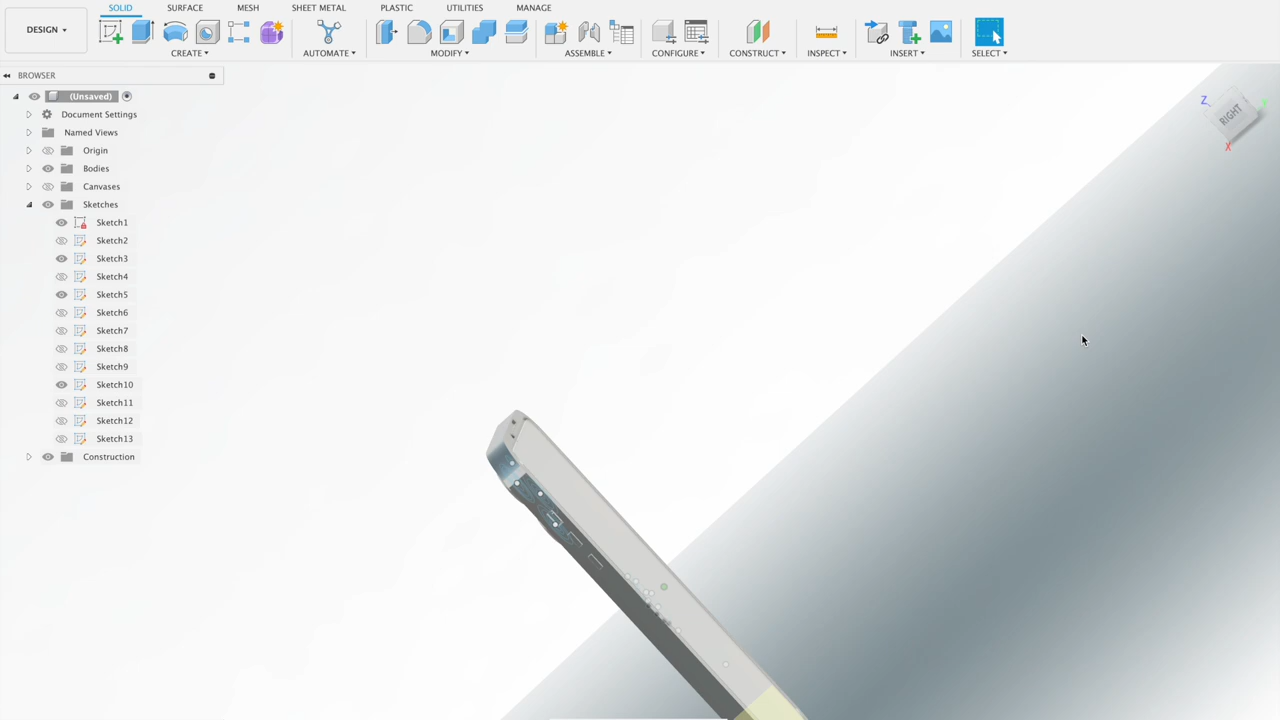 SOLID SURFACE MESH SHEET METAL PLASTIC UTILITIES MANAGE
DESIGN
CREATE AUTOMATE MODIFY ASSEMBLE CONFIGURE CONSTRUCT INSPECT INSERT SELECT
BROWSER
(Unsaved)
Document Settings
Named Views
Origin
Bodies
Canvases
Sketches
Sketch1
Sketch2
Sketch3
Sketch4
Sketch5
Sketch6
Sketch7
Sketch8
Sketch9
Sketch10
Sketch11
Sketch12
Sketch13
Construction
Z
Y
RIGHT
X